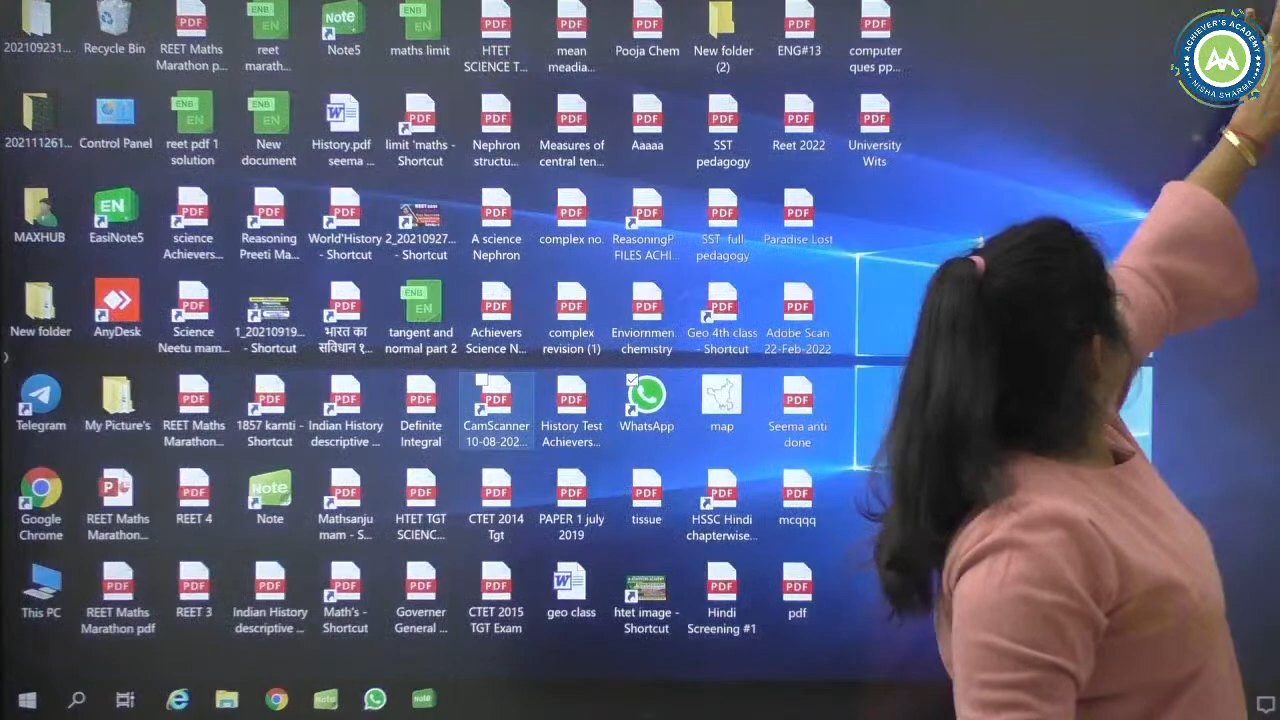 ACHIEVER'S ACADEMY
AA
NISHA SHARMA
202109231...
Recycle Bin
REET Maths
Marathon p...
reet
marath...
Note5
maths limit
HTET
SCIENCE T...
mean
meadia...
Pooja Chem
New folder
(2)
ENG#13
computer
ques pp...
202111261...
Control Panel
reet pdf 1
solution
New
document
History.pdf
seema ...
limit 'maths -
Shortcut
Nephron
structu...
Measures of
central ten...
Aaaaa
SST
pedagogy
Reet 2022
University
Wits
MAXHUB
EasiNote5
science
Achievers...
Reasoning
Preeti Ma...
World'History
- Shortcut
2_20210927...
- Shortcut
A science
Nephron
complex no.
ReasoningP
FILES ACHI...
SST full
pedagogy
Paradise Lost
New folder
AnyDesk
Science
Neetu mam...
1_20210919...
- Shortcut
भारत का
संविधान १...
tangent and
normal part 2
Achievers
Science N...
complex
revision (1)
Enviornmen...
chemistry
Geo 4th class
- Shortcut
Adobe Scan
22-Feb-2022
Telegram
My Picture's
REET Maths
Marathon...
1857 karnti -
Shortcut
Indian History
descriptive ...
Definite
Integral
CamScanner
10-08-202...
History Test
Achievers...
WhatsApp
map
Seema anti
done
Google
Chrome
REET Maths
Marathon...
REET 4
Note
Mathsanju
mam - S...
HTET TGT
SCIENC...
CTET 2014
Tgt
PAPER 1 july
2019
tissue
HSSC Hindi
chapterwise...
mcqqq
This PC
REET Maths
Marathon pdf
REET 3
Indian History
descriptive ...
Math's -
Shortcut
Governer
General ...
CTET 2015
TGT Exam
geo class
htet image -
Shortcut
Hindi
Screening #1
pdf